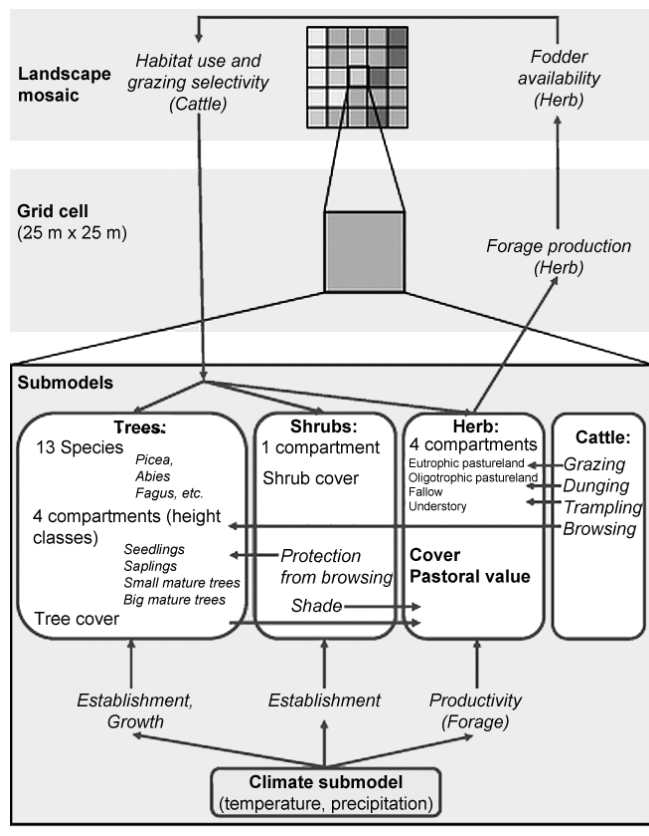 Landscape
mosaic
Habitat use and
grazing selectivity
(Cattle)
Fodder
availability
(Herb)
Grid cell
(25 m x 25 m)
Forage production
(Herb)
Submodels
Trees:
13 Species
Picea,
Abies
Fagus, etc.
4 compartments (height
classes)
Seedlings
Saplings
Small mature trees
Big mature trees
Tree cover
Shrubs:
1 compartment
Shrub cover
Protection
from browsing
Shade
Herb:
4 compartments
Eutrophic pastureland
Oligotrophic pastureland
Fallow
Understory
Cover
Pastoral value
Cattle:
Grazing
Dunging
Trampling
Browsing
Establishment,
Growth
Establishment
Productivity
(Forage)
Climate submodel
(temperature, precipitation)